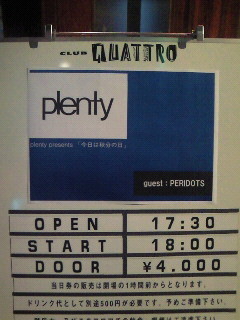 CLUB QUATTRO
plenty
plenty presents 「今日は秋分の日」
guest : PERIDOTS
OPEN 17:30
START 18:00
DOOR ¥4.000
当日券の販売は開場の1時間前からとなります。
ドリンク代として別途500円が必要です。予めご準備下さい。